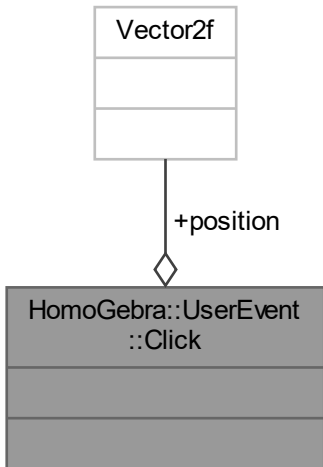 Vector2f
+position
HomoGebra::UserEvent
::Click